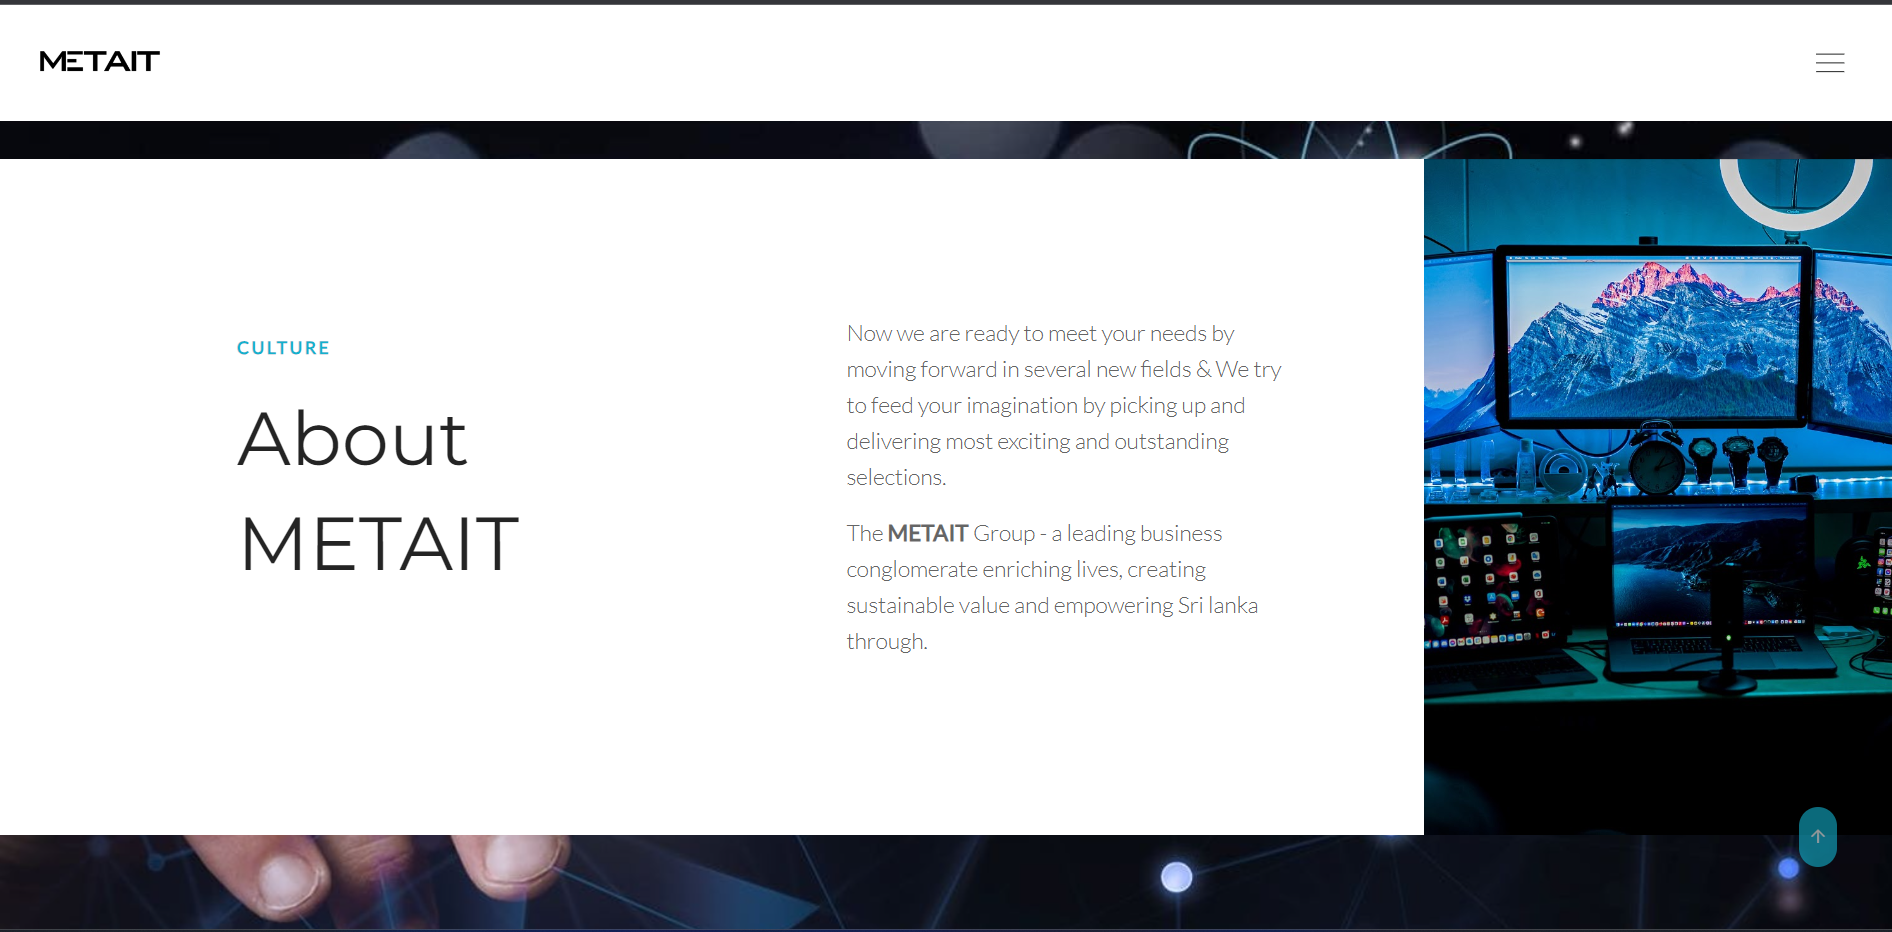 METAIT
CULTURE
About
METAIT
Now we are ready to meet your needs by
moving forward in several new fields & We try
to feed your imagination by picking up and
delivering most exciting and outstanding
selections.
The METAIT Group - a leading business
conglomerate enriching lives, creating
sustainable value and empowering Sri lanka
through.